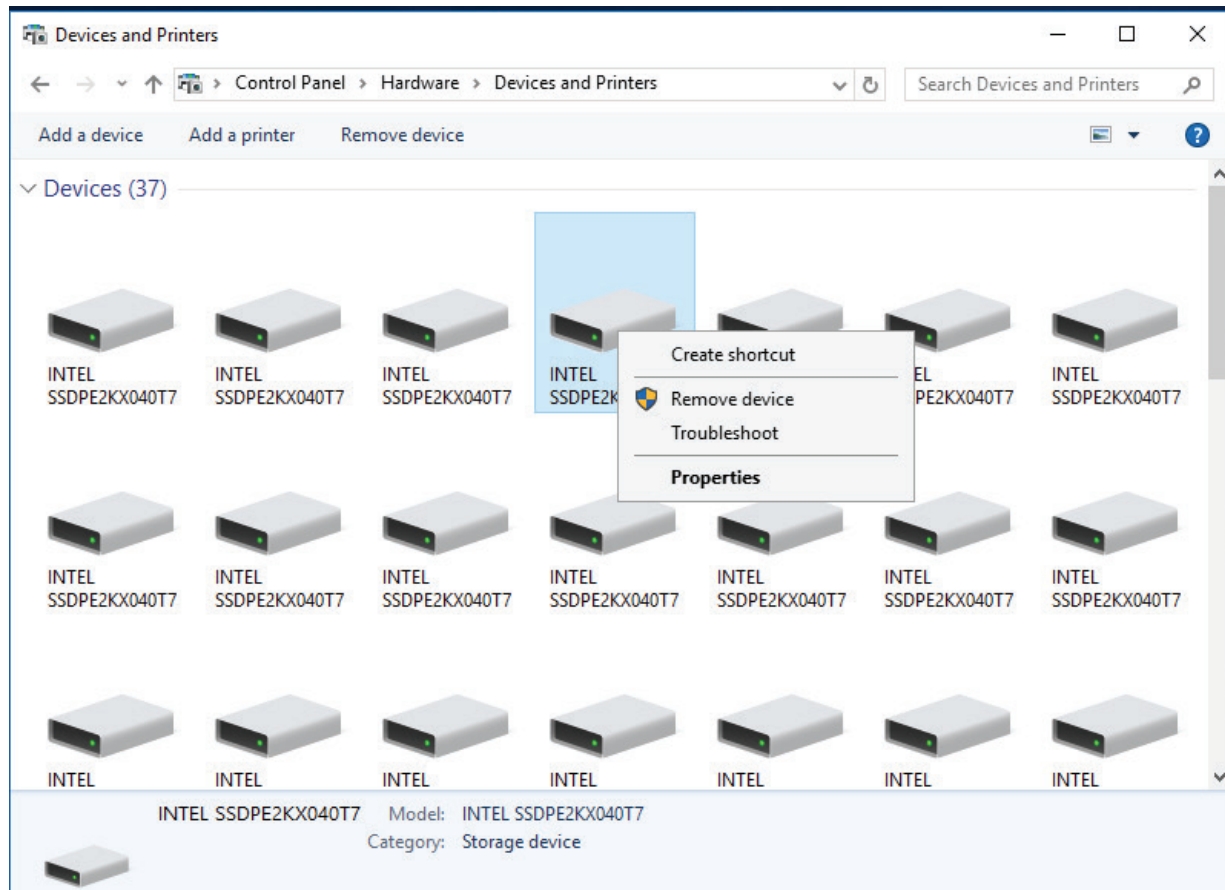 Devices and Printers
Control Panel > Hardware > Devices and Printers
Search Devices and Printers
Add a device Add a printer Remove device
Devices (37)
INTEL INTEL INTEL INTEL INTEL
SSDPE2KX040T7 SSDPE2KX040T7 SSDPE2KX040T7 SSDPE2KX040T7
Create shortcut
Remove device
Troubleshoot
Properties
INTEL INTEL INTEL INTEL INTEL INTEL INTEL
SSDPE2KX040T7 SSDPE2KX040T7 SSDPE2KX040T7 SSDPE2KX040T7 SSDPE2KX040T7 SSDPE2KX040T7 SSDPE2KX040T7
INTEL INTEL INTEL INTEL INTEL INTEL INTEL
INTEL SSDPE2KX040T7 Model: INTEL SSDPE2KX040T7
Category: Storage device